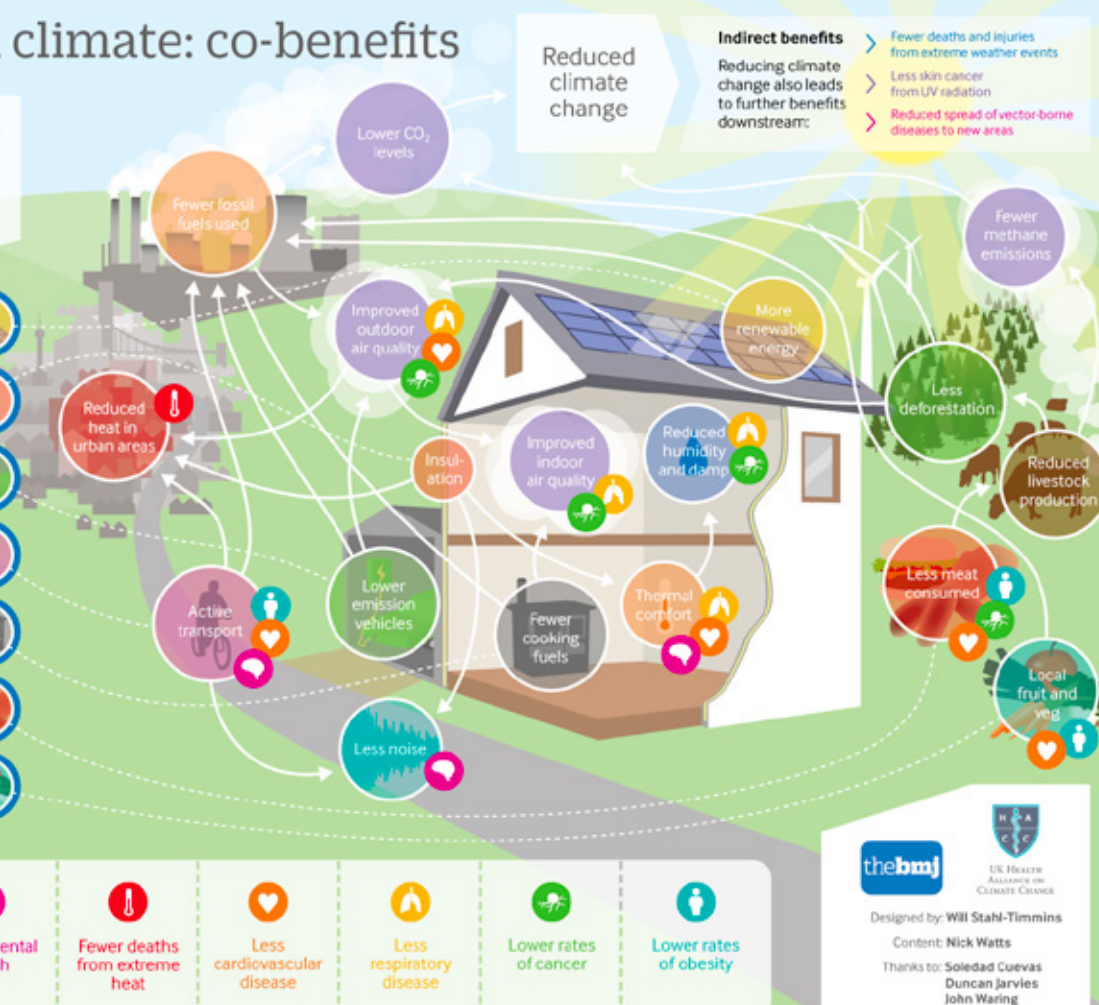 climate: co-benefits
Reduced
climate
change
Indirect benefits
Reducing climate
change also leads
to further benefits
downstream:
Fewer deaths and injuries
from extreme weather events
Less skin cancer
from UV radiation
Reduced spread of vector-borne
diseases to new areas
Lower CO₂
levels
Fewer fossil
fuels used
Fewer
methane
emissions
Improved
outdoor
air quality
More
renewable
energy
Reduced
heat in
urban areas
Less
deforestation
Insul-
ation
Improved
indoor
air quality
Reduced
humidity
and damp
Reduced
livestock
production
Active
transport
Lower
emission
vehicles
Fewer
cooking
fuels
Thermal
comfort
Less meat
consumed
Local
fruit and
veg
Less noise
ental
h
Fewer deaths
from extreme
heat
Less
cardiovascular
disease
Less
respiratory
disease
Lower rates
of cancer
Lower rates
of obesity
thebmj
H A
C C
UK Health
Alliance on
Climate Change
Designed by: Will Stahl-Timmins
Content: Nick Watts
Thanks to: Soledad Cuevas
Duncan Jarvies
John Waring